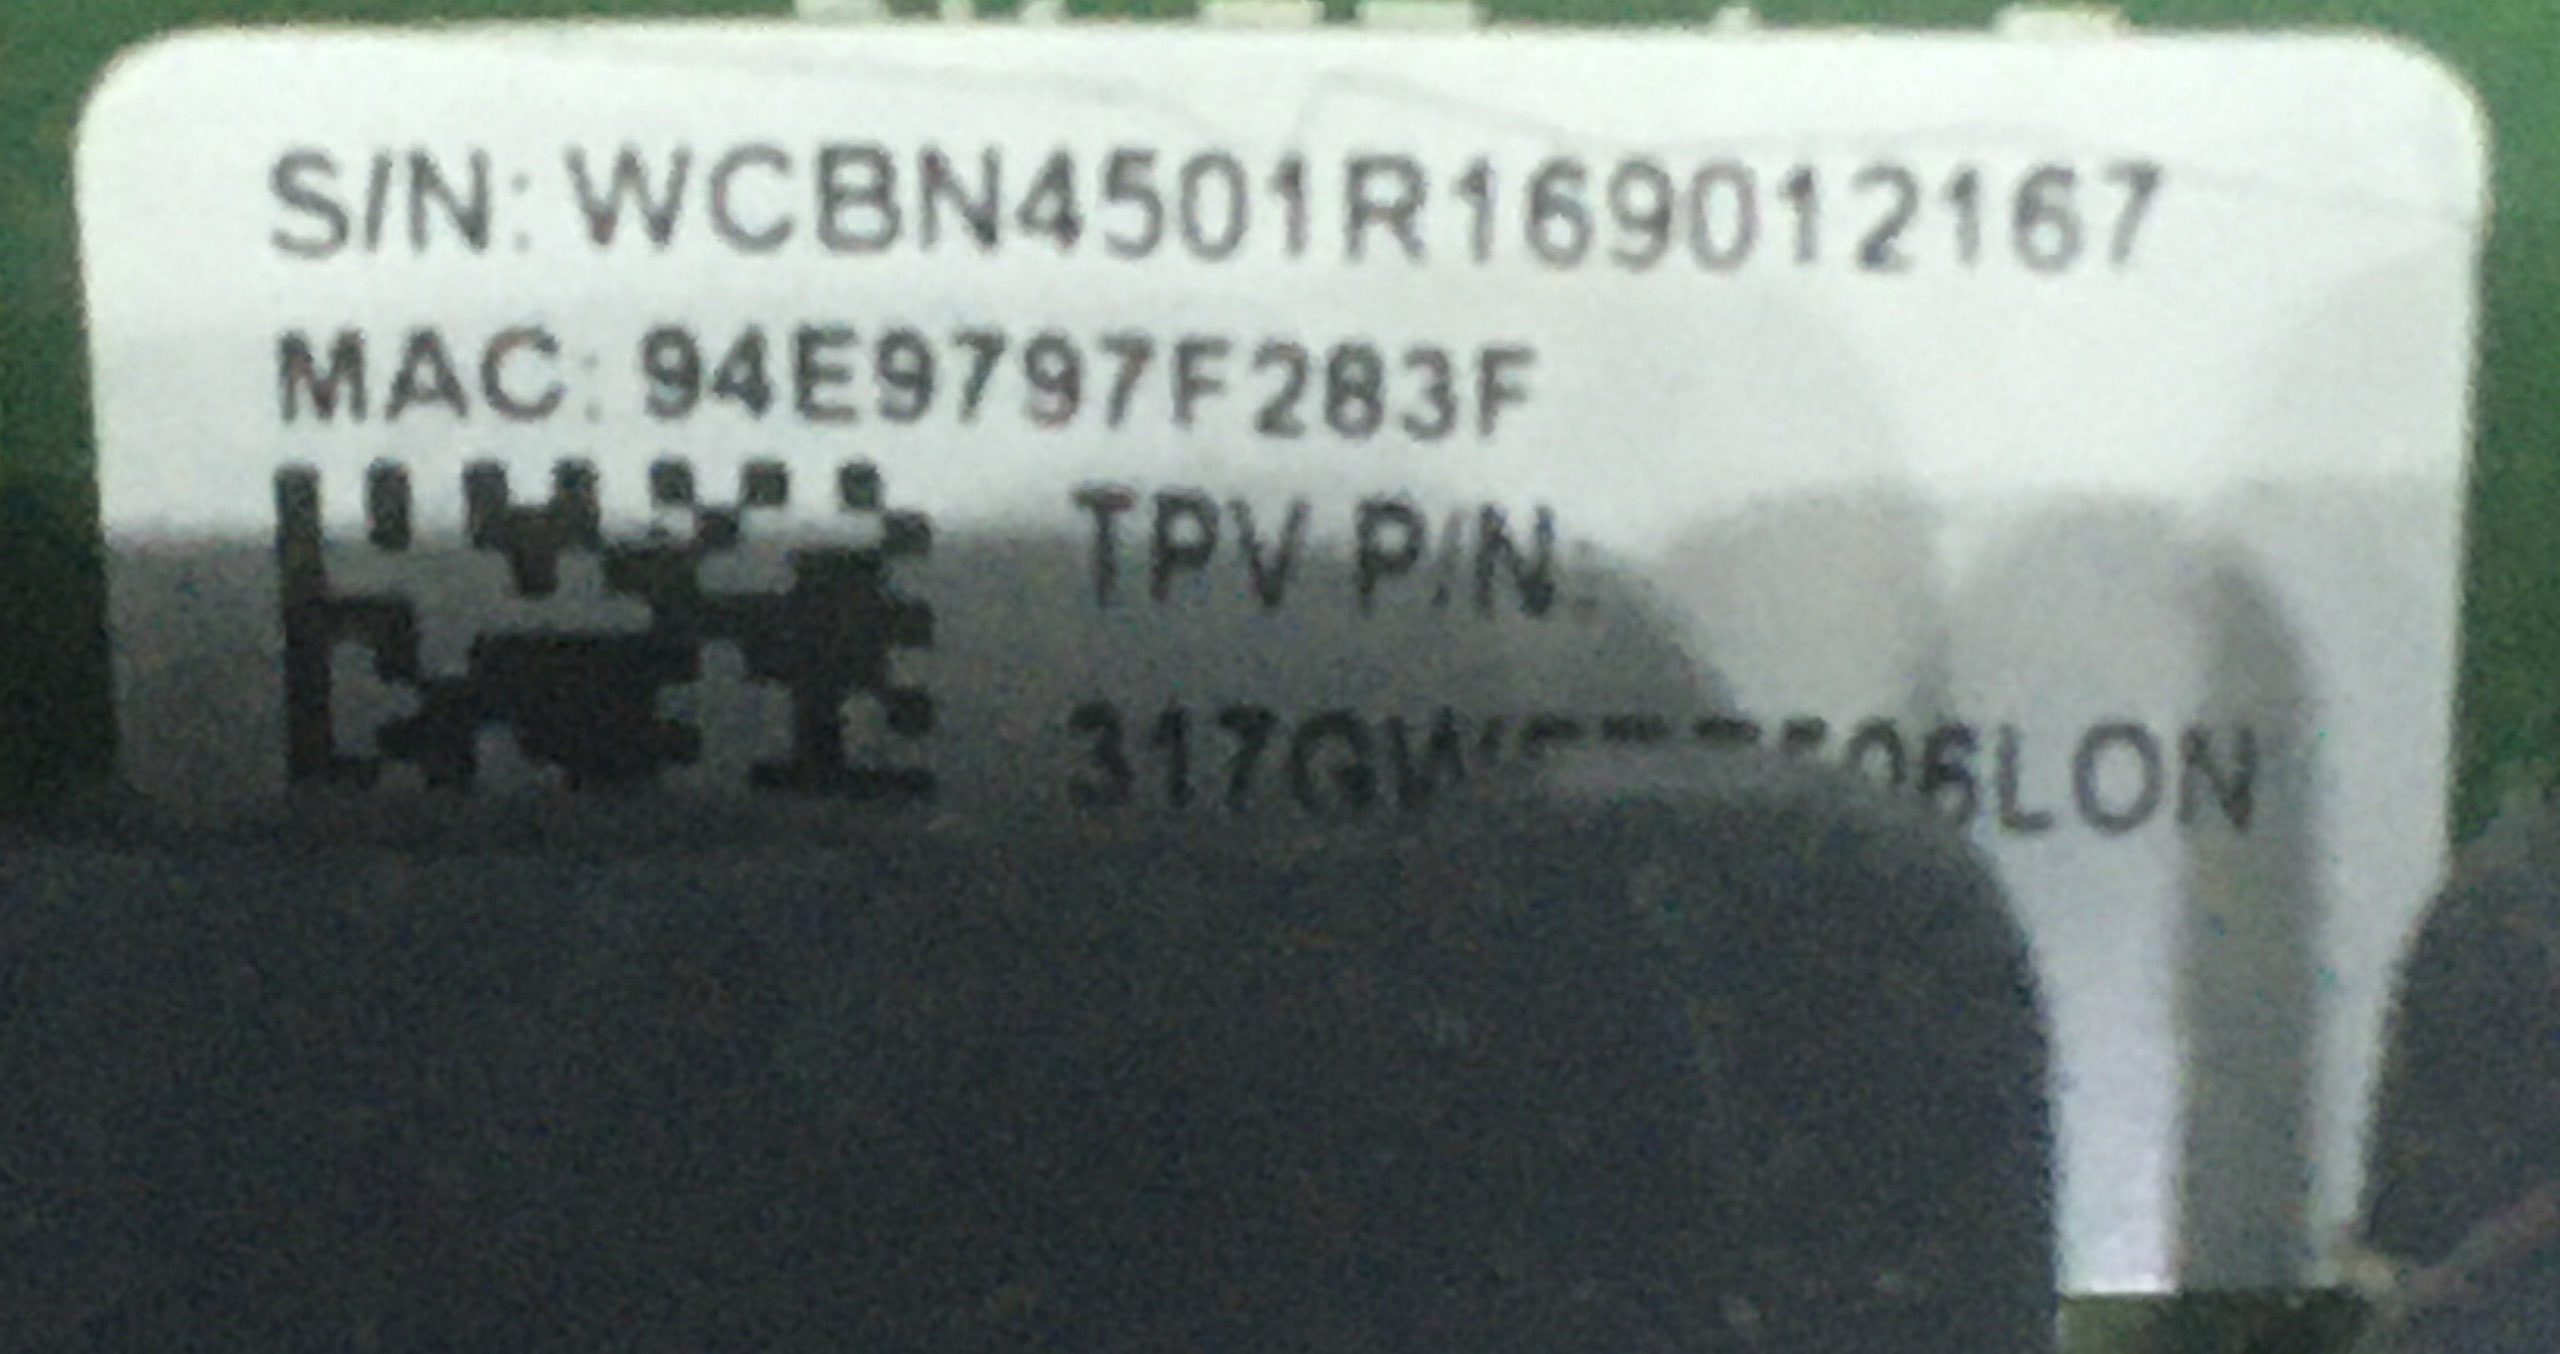 S/N: WCBN4501R169012167
MAC: 94E9797F283F
TPV P/N: